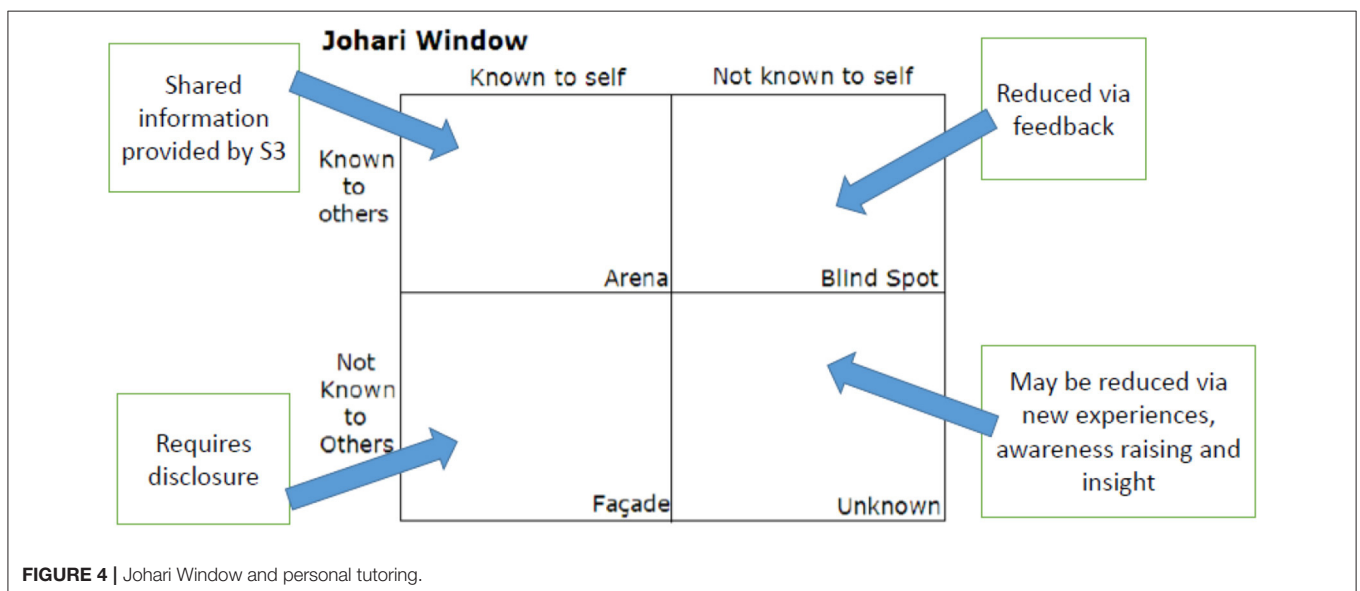 Johari Window
Known to self
Not known to self
Shared
information
provided by S3
Reduced via
feedback
Known
to
others
Arena
Blind Spot
Not
Known
to
Others
Requires
disclosure
May be reduced via
new experiences,
awareness raising and
insight
Façade
Unknown
FIGURE 4 | Johari Window and personal tutoring.